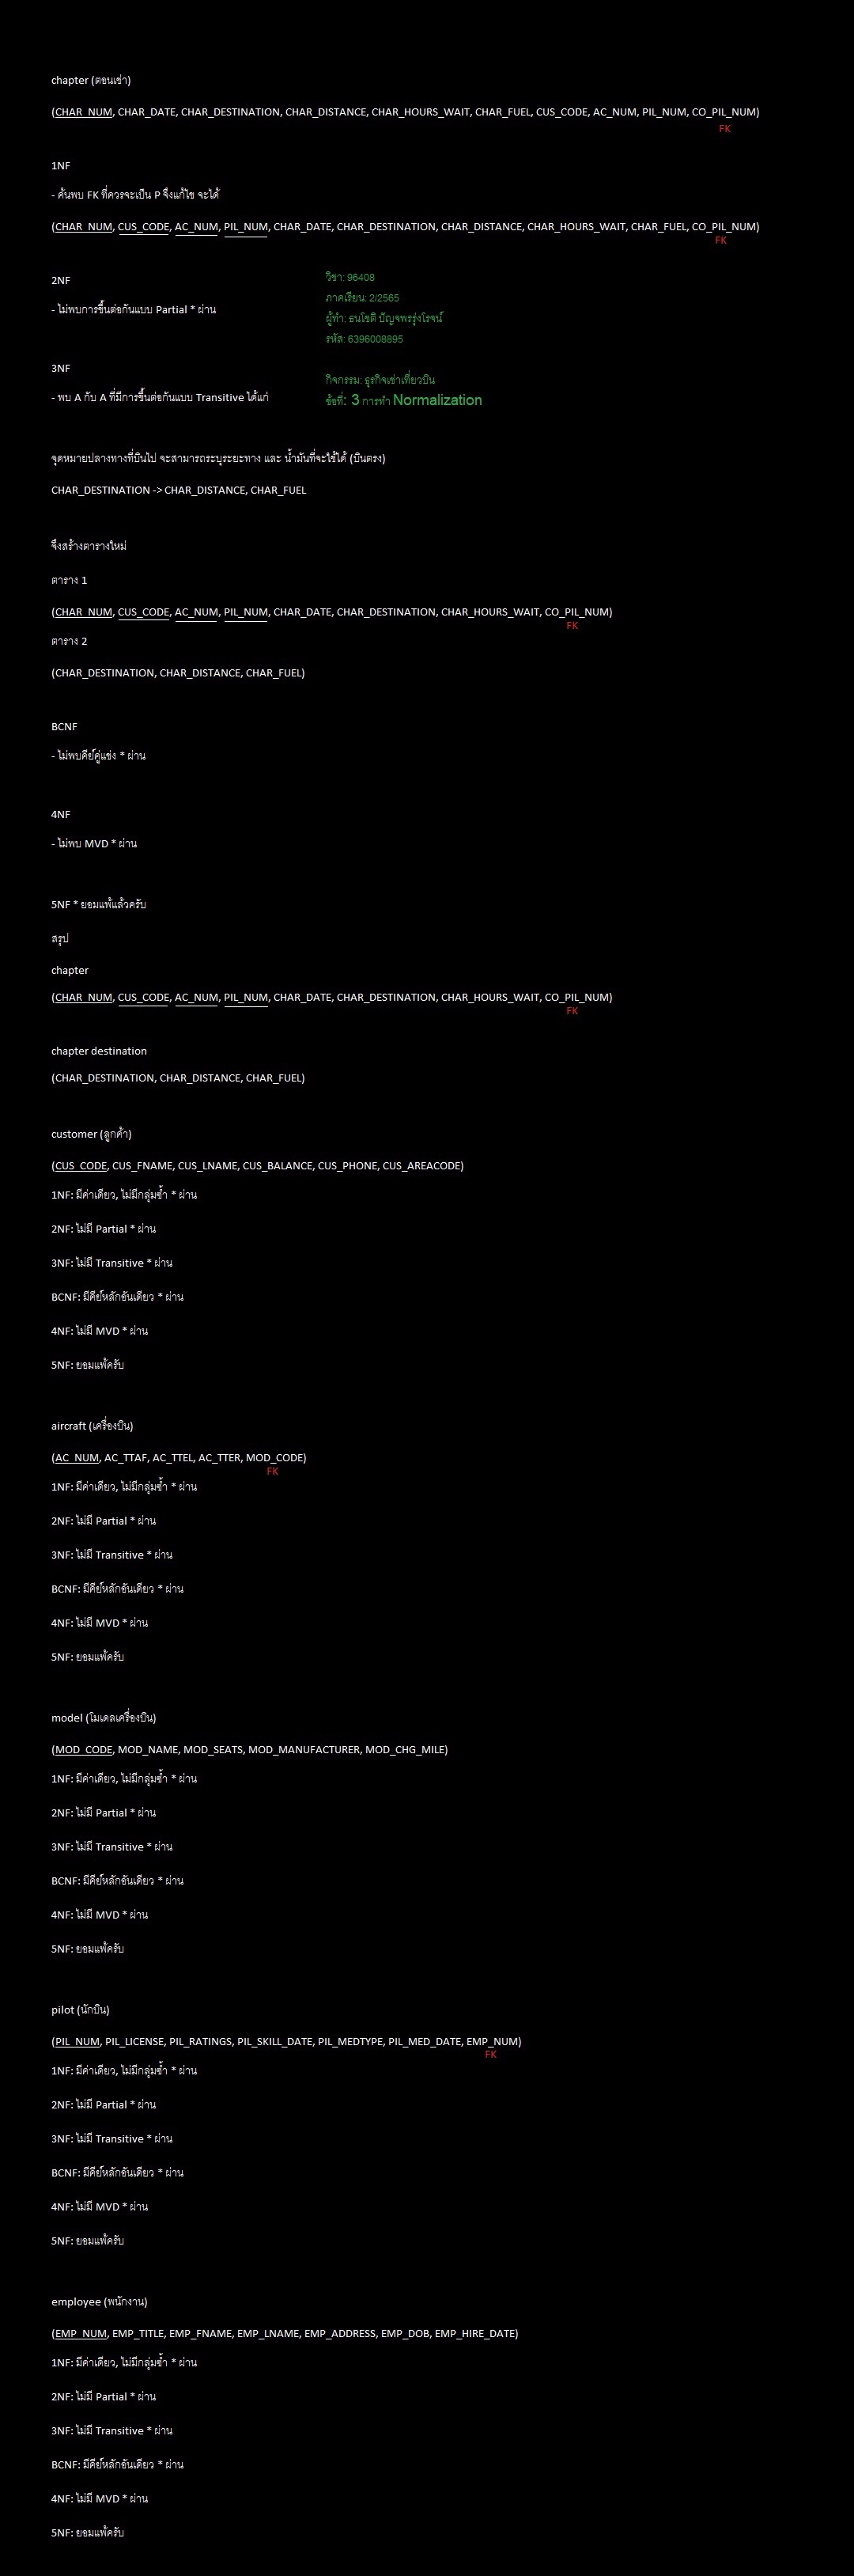 chapter (ตอนเช่า)
(CHAR_NUM, CHAR_DATE, CHAR_DESTINATION, CHAR_DISTANCE, CHAR_HOURS_WAIT, CHAR_FUEL, CUS_CODE, AC_NUM, PIL_NUM, CO_PIL_NUM)
FK
1NF
- ค้นพบ FK ที่ควรจะเป็น P จึงแก้ไข จะได้
(CHAR_NUM, CUS_CODE, AC_NUM, PIL_NUM, CHAR_DATE, CHAR_DESTINATION, CHAR_DISTANCE, CHAR_HOURS_WAIT, CHAR_FUEL, CO_PIL_NUM)
FK
2NF
- ไม่พบการขึ้นต่อกันแบบ Partial * ผ่าน
วิชา: 96408
ภาคเรียน: 2/2565
ผู้ทำ: ธนโชติ ปัญจพรรุ่งโรจน์
รหัส: 6396008895
กิจกรรม: ธุรกิจเช่าเที่ยวบิน
ข้อที่: 3 การทำ Normalization
3NF
- พบ A กับ A ที่มีการขึ้นต่อกันแบบ Transitive ได้แก่
จุดหมายปลางทางที่บินไป จะสามารถระบุระยะทาง และ น้ำมันที่จะใช้ได้ (บินตรง)
CHAR_DESTINATION -> CHAR_DISTANCE, CHAR_FUEL
จึงสร้างตารางใหม่
ตาราง 1
(CHAR_NUM, CUS_CODE, AC_NUM, PIL_NUM, CHAR_DATE, CHAR_DESTINATION, CHAR_HOURS_WAIT, CO_PIL_NUM)
FK
ตาราง 2
(CHAR_DESTINATION, CHAR_DISTANCE, CHAR_FUEL)
BCNF
- ไม่พบคีย์คู่แข่ง * ผ่าน
4NF
- ไม่พบ MVD * ผ่าน
5NF * ยอมแพ้แล้วครับ
สรุป
chapter
(CHAR_NUM, CUS_CODE, AC_NUM, PIL_NUM, CHAR_DATE, CHAR_DESTINATION, CHAR_HOURS_WAIT, CO_PIL_NUM)
FK
chapter destination
(CHAR_DESTINATION, CHAR_DISTANCE, CHAR_FUEL)
customer (ลูกค้า)
(CUS_CODE, CUS_FNAME, CUS_LNAME, CUS_BALANCE, CUS_PHONE, CUS_AREACODE)
1NF: มีค่าเดียว, ไม่มีกลุ่มซ้ำ * ผ่าน
2NF: ไม่มี Partial * ผ่าน
3NF: ไม่มี Transitive * ผ่าน
BCNF: มีคีย์หลักอันเดียว * ผ่าน
4NF: ไม่มี MVD * ผ่าน
5NF: ยอมแพ้ครับ
aircraft (เครื่องบิน)
(AC_NUM, AC_TTAF, AC_TTEL, AC_TTER, MOD_CODE)
FK
1NF: มีค่าเดียว, ไม่มีกลุ่มซ้ำ * ผ่าน
2NF: ไม่มี Partial * ผ่าน
3NF: ไม่มี Transitive * ผ่าน
BCNF: มีคีย์หลักอันเดียว * ผ่าน
4NF: ไม่มี MVD * ผ่าน
5NF: ยอมแพ้ครับ
model (โมเดลเครื่องบิน)
(MOD_CODE, MOD_NAME, MOD_SEATS, MOD_MANUFACTURER, MOD_CHG_MILE)
1NF: มีค่าเดียว, ไม่มีกลุ่มซ้ำ * ผ่าน
2NF: ไม่มี Partial * ผ่าน
3NF: ไม่มี Transitive * ผ่าน
BCNF: มีคีย์หลักอันเดียว * ผ่าน
4NF: ไม่มี MVD * ผ่าน
5NF: ยอมแพ้ครับ
pilot (นักบิน)
(PIL_NUM, PIL_LICENSE, PIL_RATINGS, PIL_SKILL_DATE, PIL_MEDTYPE, PIL_MED_DATE, EMP_NUM)
FK
1NF: มีค่าเดียว, ไม่มีกลุ่มซ้ำ * ผ่าน
2NF: ไม่มี Partial * ผ่าน
3NF: ไม่มี Transitive * ผ่าน
BCNF: มีคีย์หลักอันเดียว * ผ่าน
4NF: ไม่มี MVD * ผ่าน
5NF: ยอมแพ้ครับ
employee (พนักงาน)
(EMP_NUM, EMP_TITLE, EMP_FNAME, EMP_LNAME, EMP_ADDRESS, EMP_DOB, EMP_HIRE_DATE)
1NF: มีค่าเดียว, ไม่มีกลุ่มซ้ำ * ผ่าน
2NF: ไม่มี Partial * ผ่าน
3NF: ไม่มี Transitive * ผ่าน
BCNF: มีคีย์หลักอันเดียว * ผ่าน
4NF: ไม่มี MVD * ผ่าน
5NF: ยอมแพ้ครับ